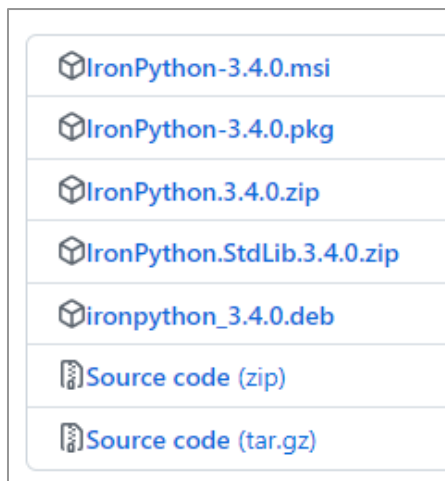 IronPython-3.4.0.msi
IronPython-3.4.0.pkg
IronPython.3.4.0.zip
IronPython.StdLib.3.4.0.zip
ironpython_3.4.0.deb
Source code (zip)
Source code (tar.gz)